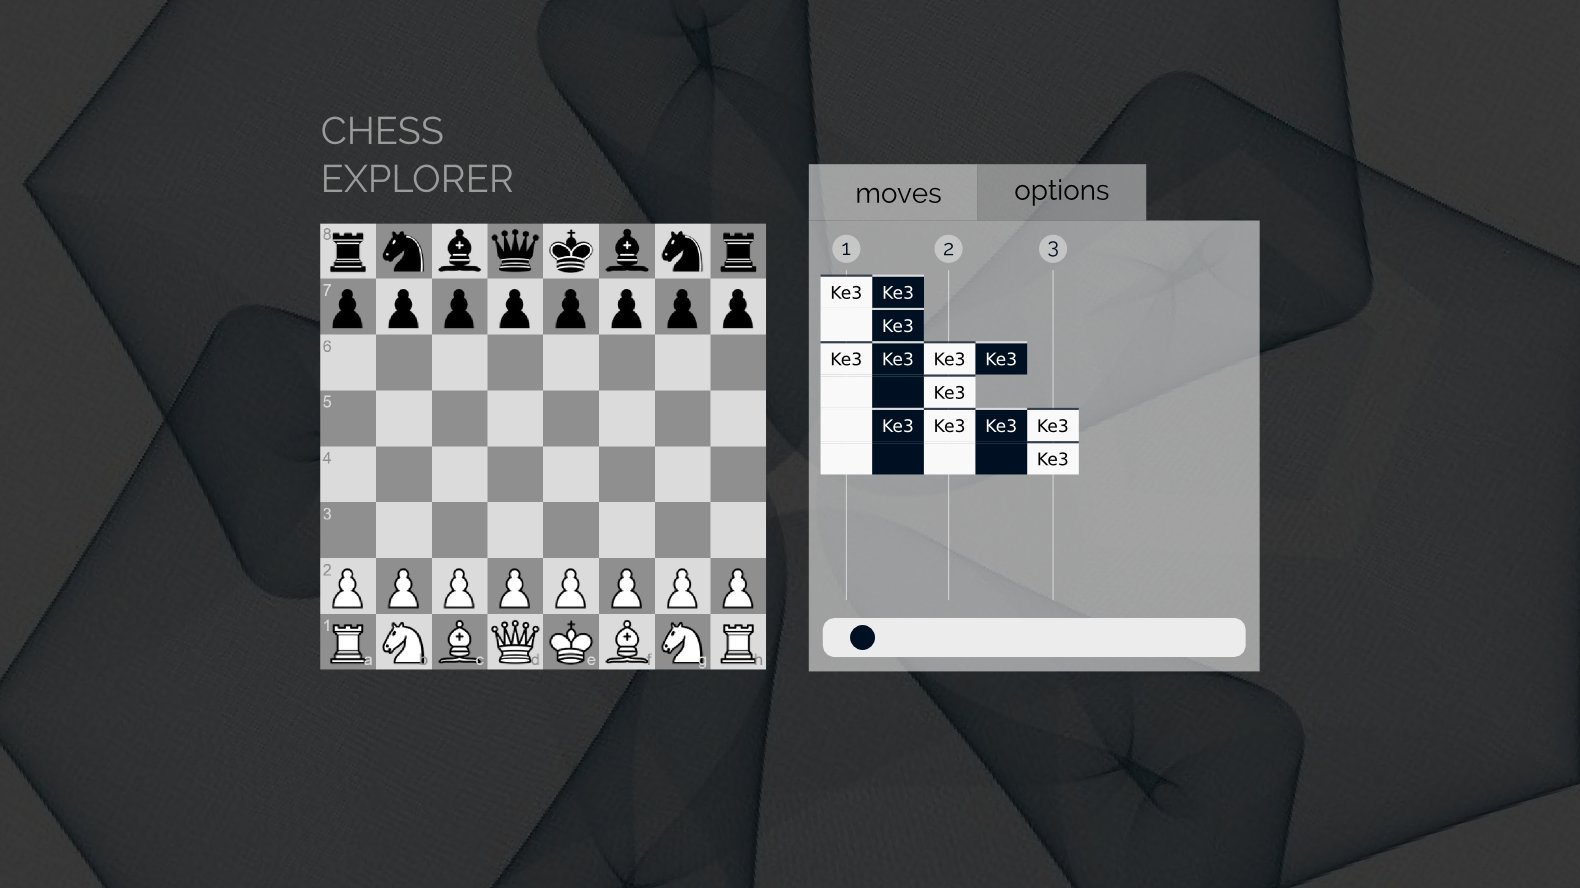 CHESS
EXPLORER
moves options
1 2 3
Ke3 Ke3
Ke3
Ke3 Ke3 Ke3 Ke3
Ke3
Ke3 Ke3 Ke3 Ke3
Ke3
8
7
6
5
4
3
2
1
a b c d e f g h